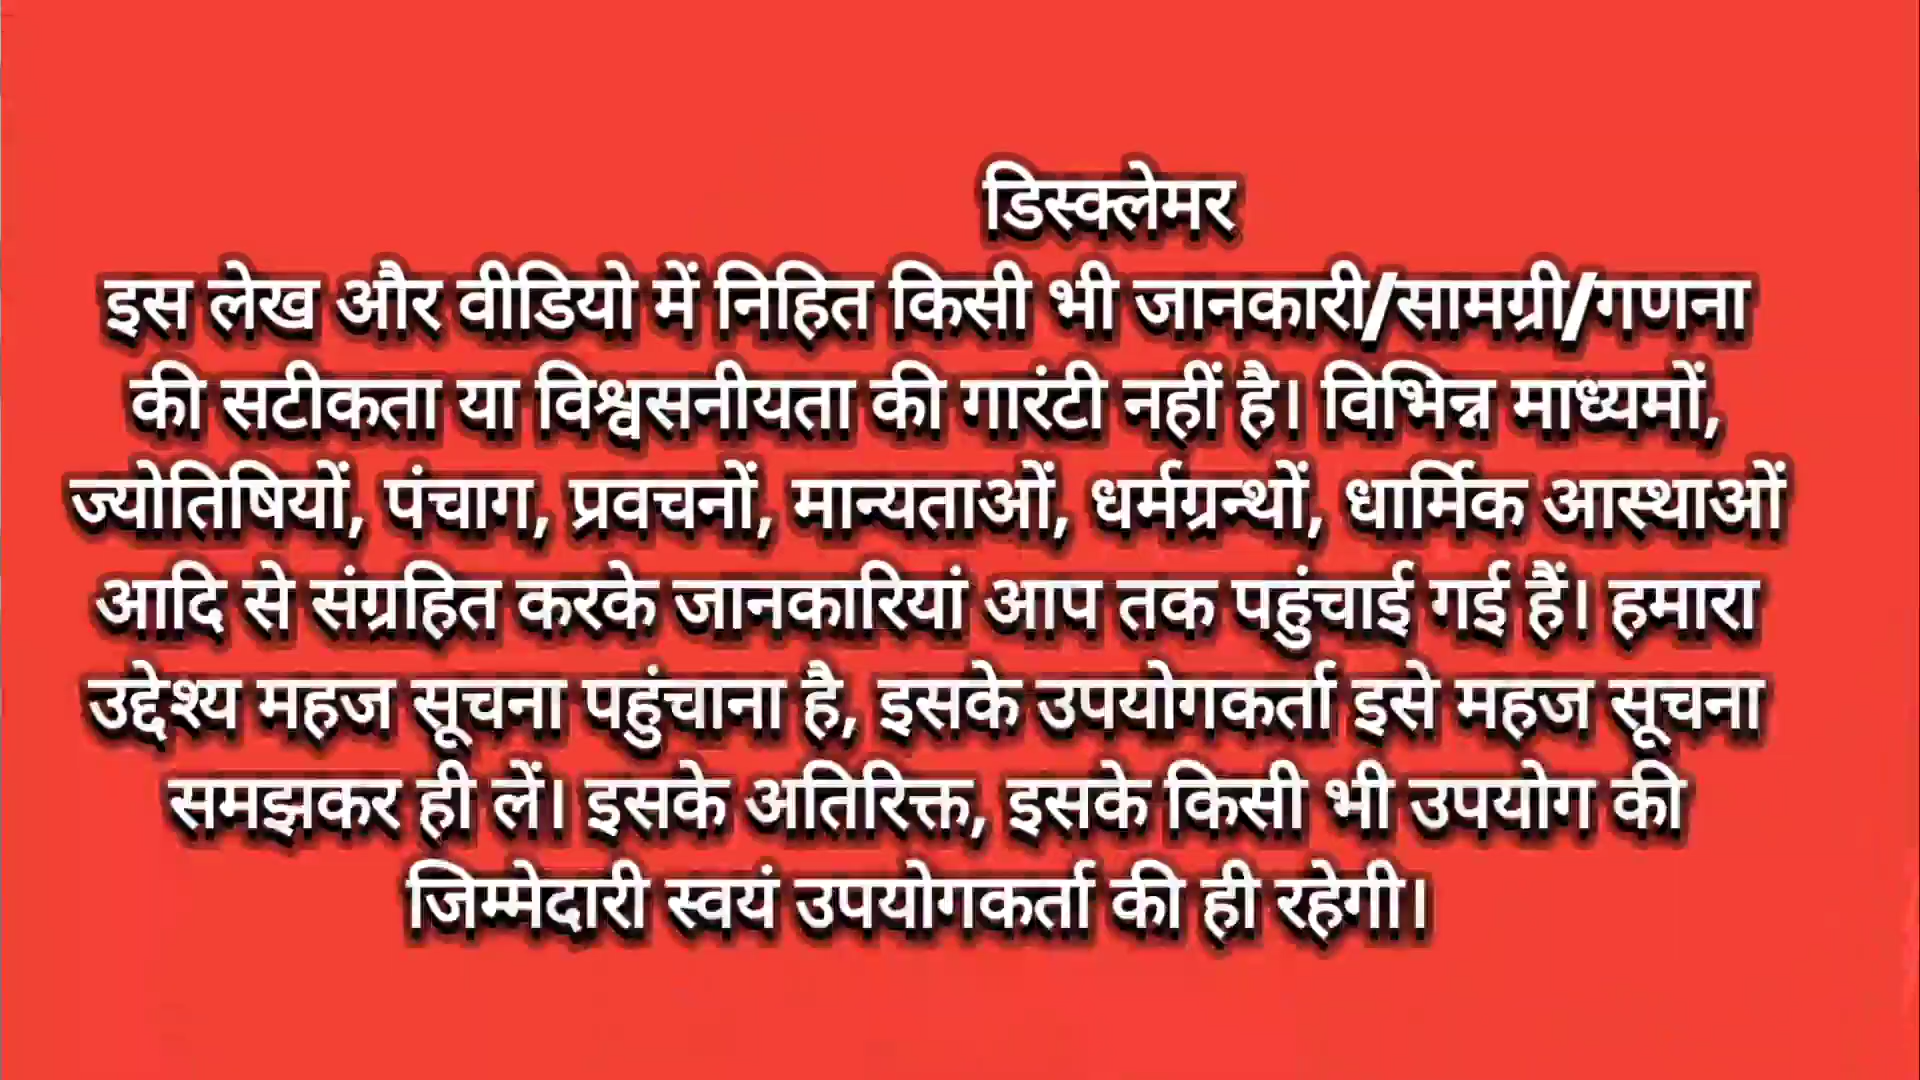 डिस्क्लेमर
इस लेख और वीडियो में निहित किसी भी जानकारी/सामग्री/गणना
की सटीकता या विश्वसनीयता की गारंटी नहीं है। विभिन्न माध्यमों,
ज्योतिषियों, पंचाग, प्रवचनों, मान्यताओं, धर्मग्रन्थों, धार्मिक आस्थाओं
आदि से संग्रहित करके जानकारियां आप तक पहुंचाई गई हैं। हमारा
उद्देश्य महज सूचना पहुंचाना है, इसके उपयोगकर्ता इसे महज सूचना
समझकर ही लें। इसके अतिरिक्त, इसके किसी भी उपयोग की
जिम्मेदारी स्वयं उपयोगकर्ता की ही रहेगी।